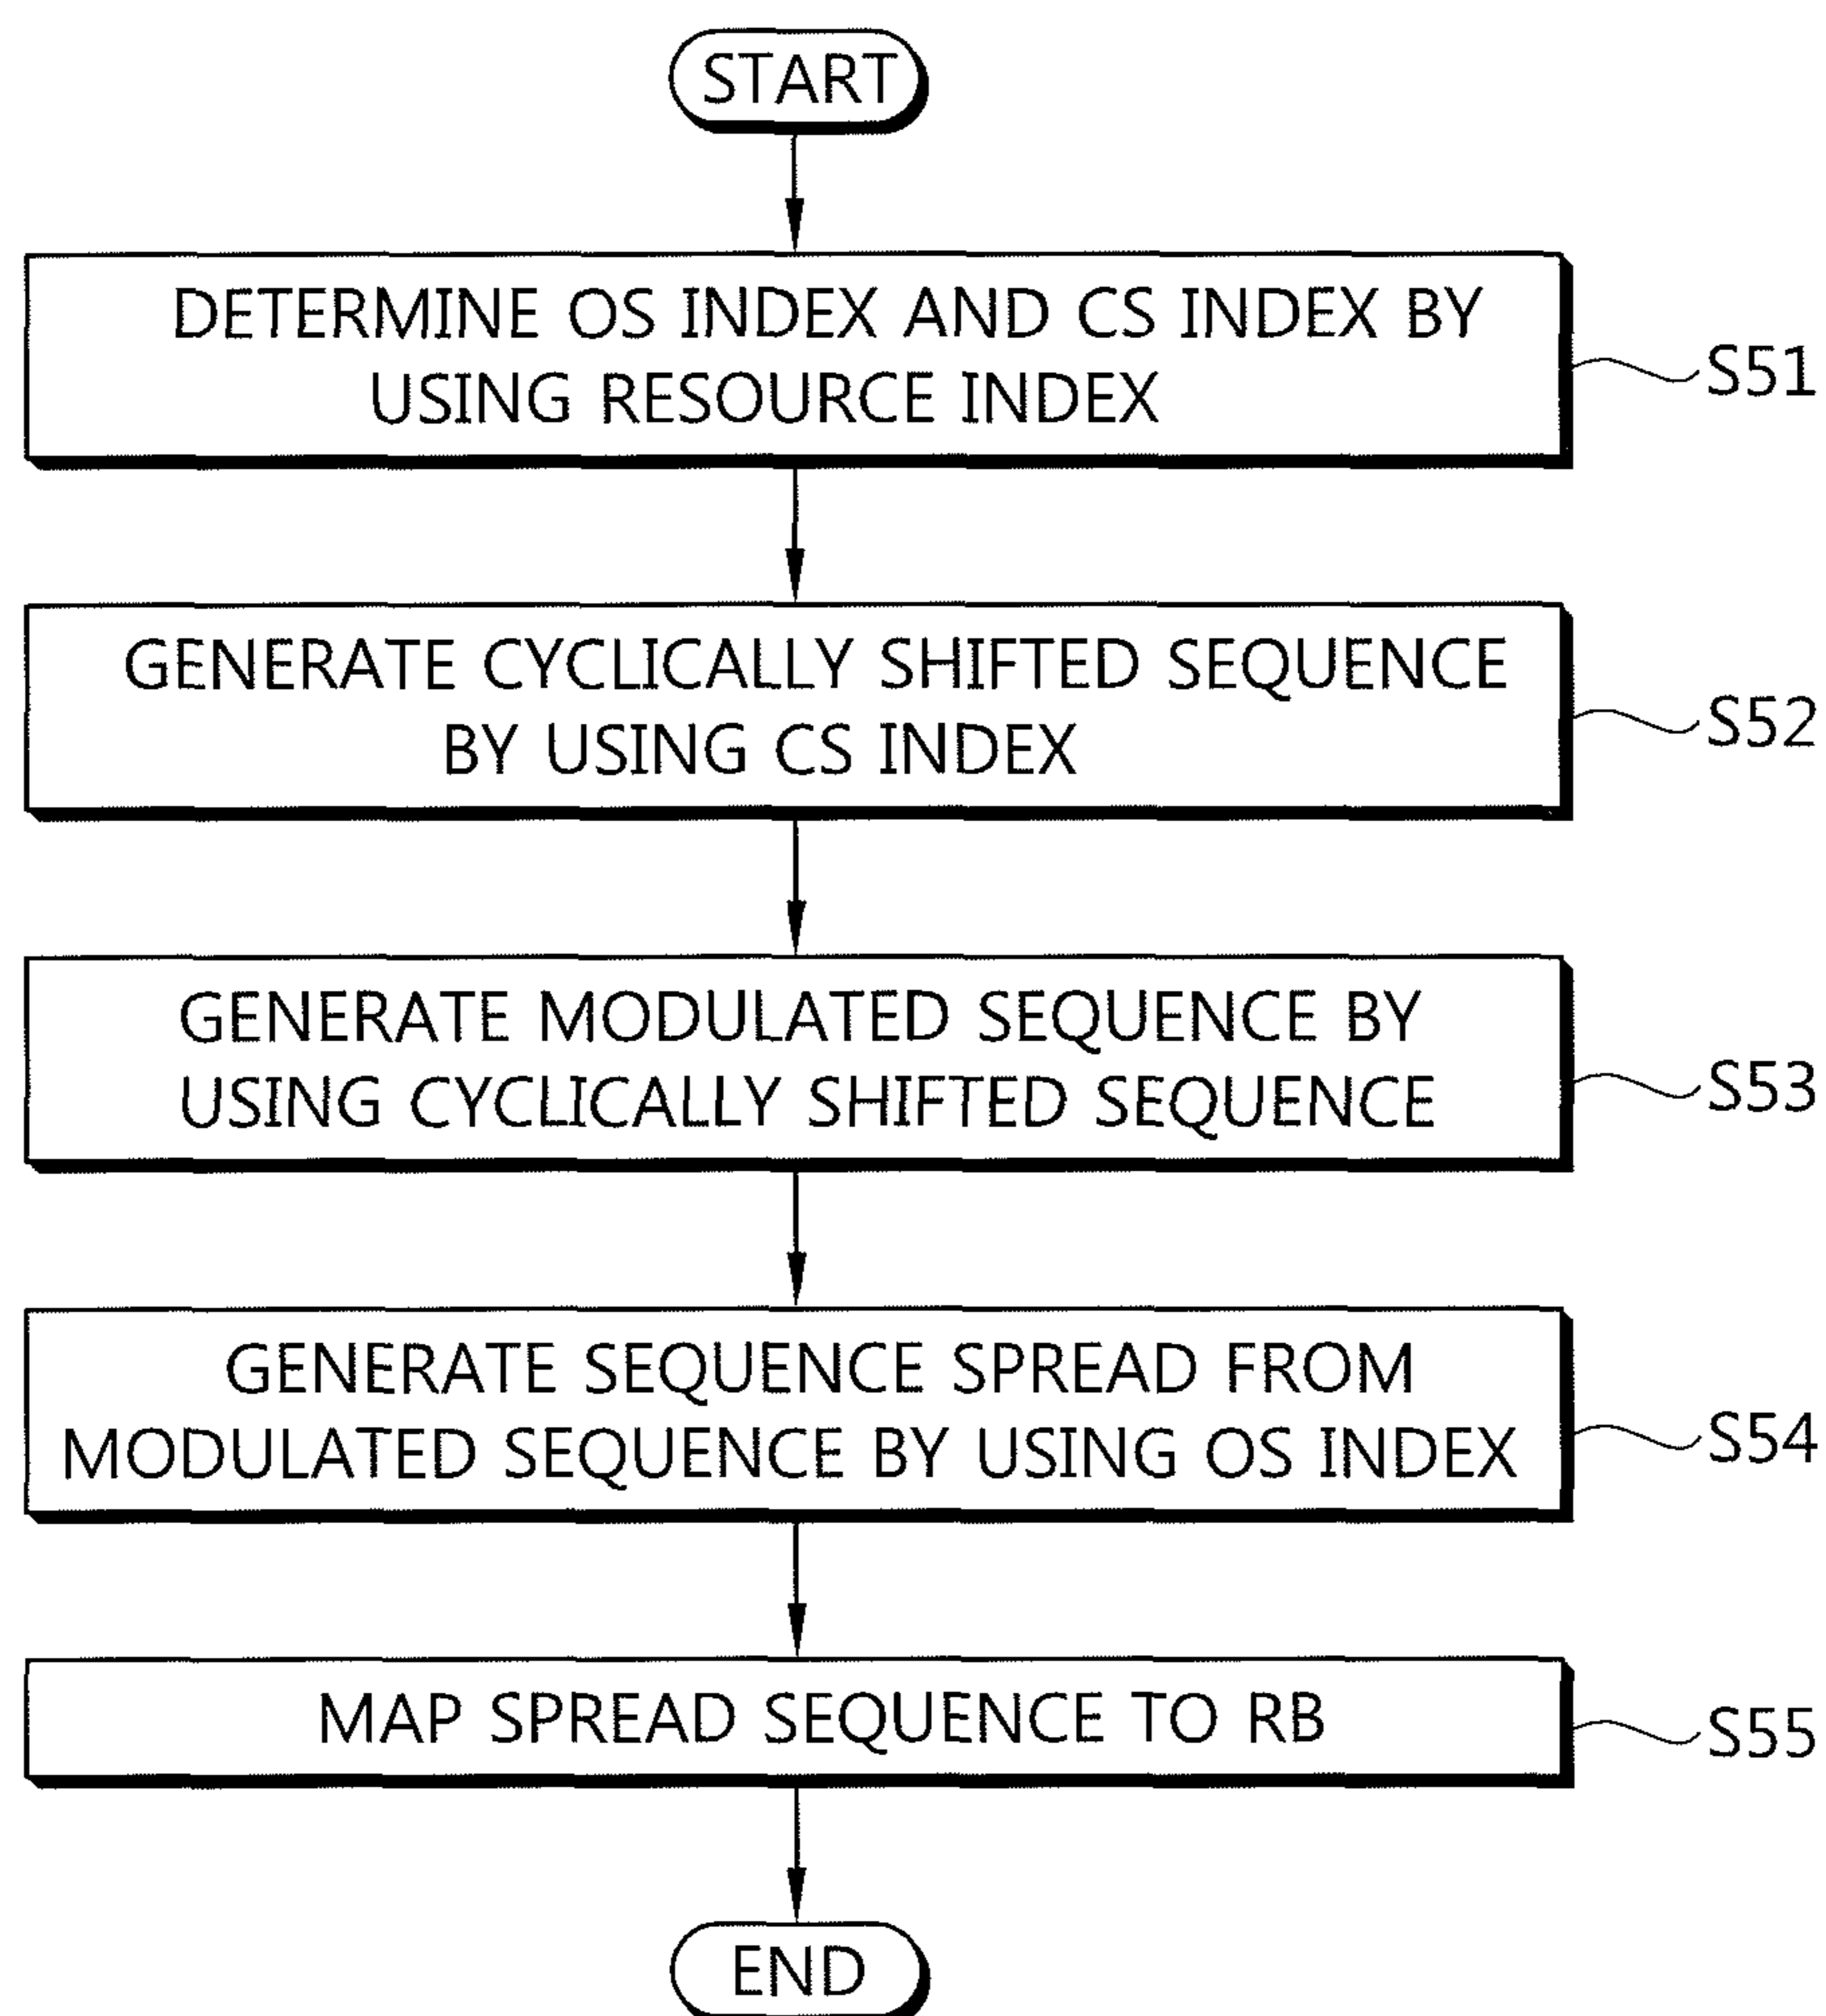 START
DETERMINE OS INDEX AND CS INDEX BY
USING RESOURCE INDEX
S51
GENERATE CYCLICALLY SHIFTED SEQUENCE
BY USING CS INDEX
S52
GENERATE MODULATED SEQUENCE BY
USING CYCLICALLY SHIFTED SEQUENCE
S53
GENERATE SEQUENCE SPREAD FROM
MODULATED SEQUENCE BY USING OS INDEX
S54
MAP SPREAD SEQUENCE TO RB
S55
END